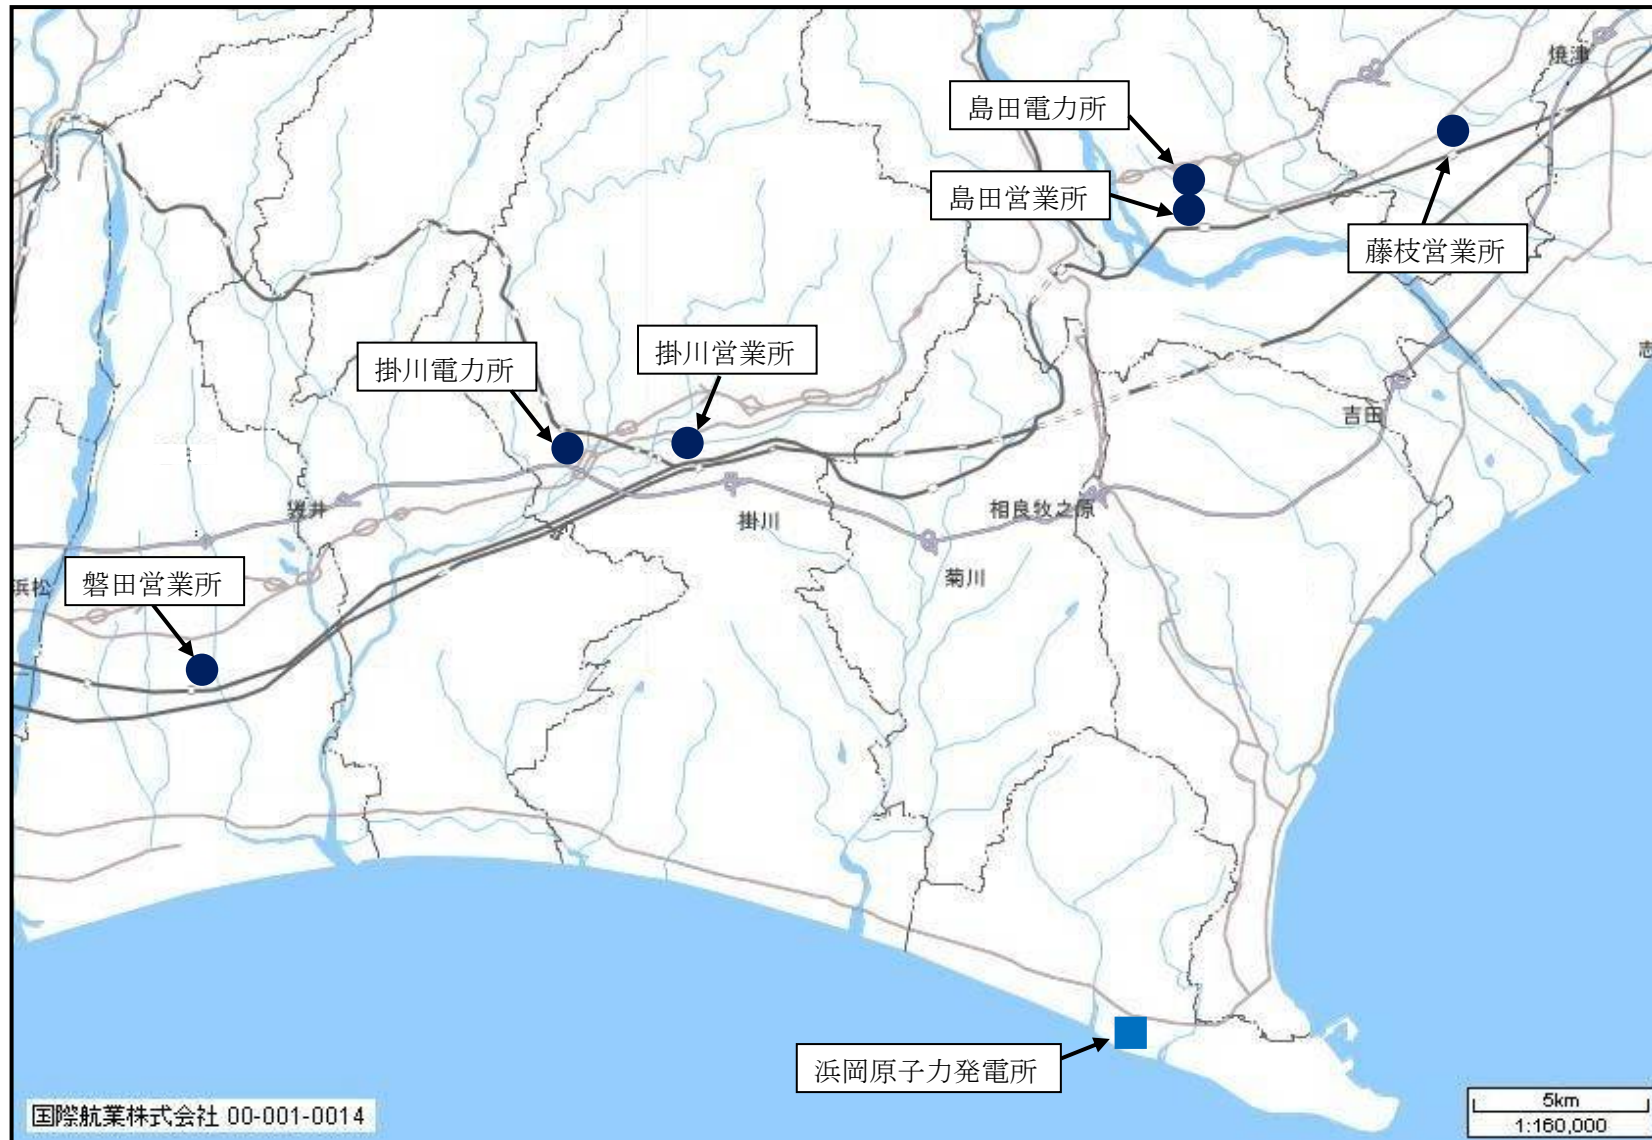 焼津
島田電力所
島田営業所
藤枝営業所
掛川営業所
掛川電力所
志
吉田
袋井
掛川
相良牧之原
菊川
磐田営業所
浜松
浜岡原子力発電所
国際航業株式会社 00-001-0014
5km
1:160,000